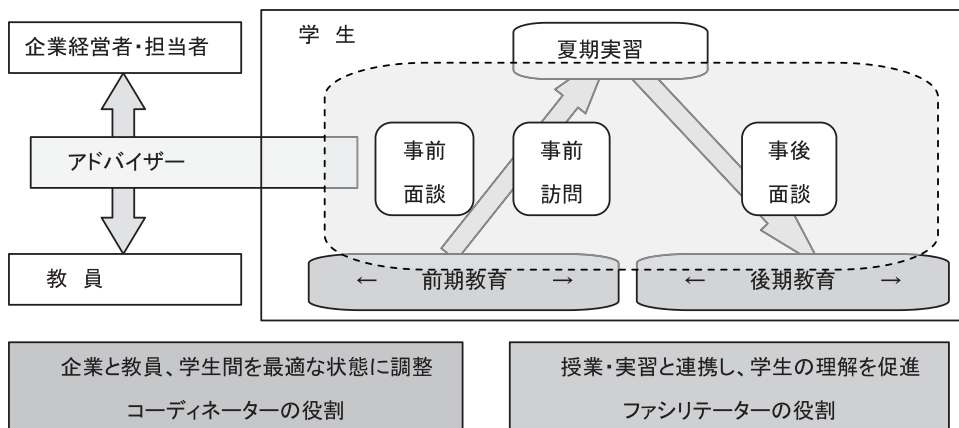 企業経営者・担当者
アドバイザー
教 員
学 生
夏期実習
事前
面談
事前
訪問
事後
面談
← 前期教育 →
← 後期教育 →
企業と教員、学生間を最適な状態に調整
コーディネーターの役割
授業・実習と連携し、学生の理解を促進
ファシリテーターの役割